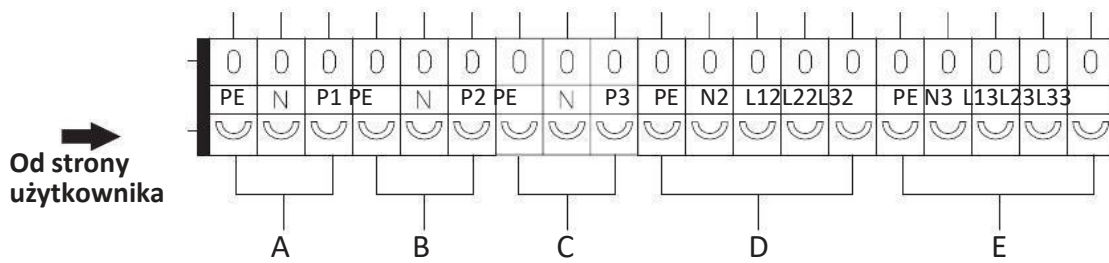 PE N P1 PE N P2 PE N P3 PE N2 L12 L22 L32 PE N3 L13 L23 L33
Od strony
użytkownika
A B C D E